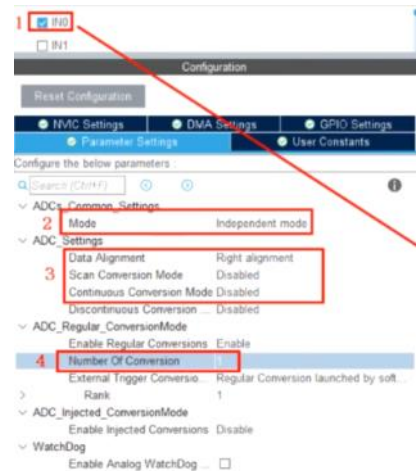 1 IN0
IN1
Configuration
Reset Configuration
NVIC Settings DMA Settings GPIO Settings
Parameter Settings User Constants
Configure the below parameters :
Search (Ctrl+F)
ADCs_Common_Settings
2 Mode Independent mode
ADC_Settings
Data Alignment Right alignment
3 Scan Conversion Mode Disabled
Continuous Conversion Mode Disabled
Discontinuous Conversion ... Disabled
ADC_Regular_ConversionMode
Enable Regular Conversions Enable
4 Number Of Conversion 1
External Trigger Conversio... Regular Conversion launched by soft...
Rank 1
ADC_Injected_ConversionMode
Enable Injected Conversions Disable
WatchDog
Enable Analog WatchDog ...